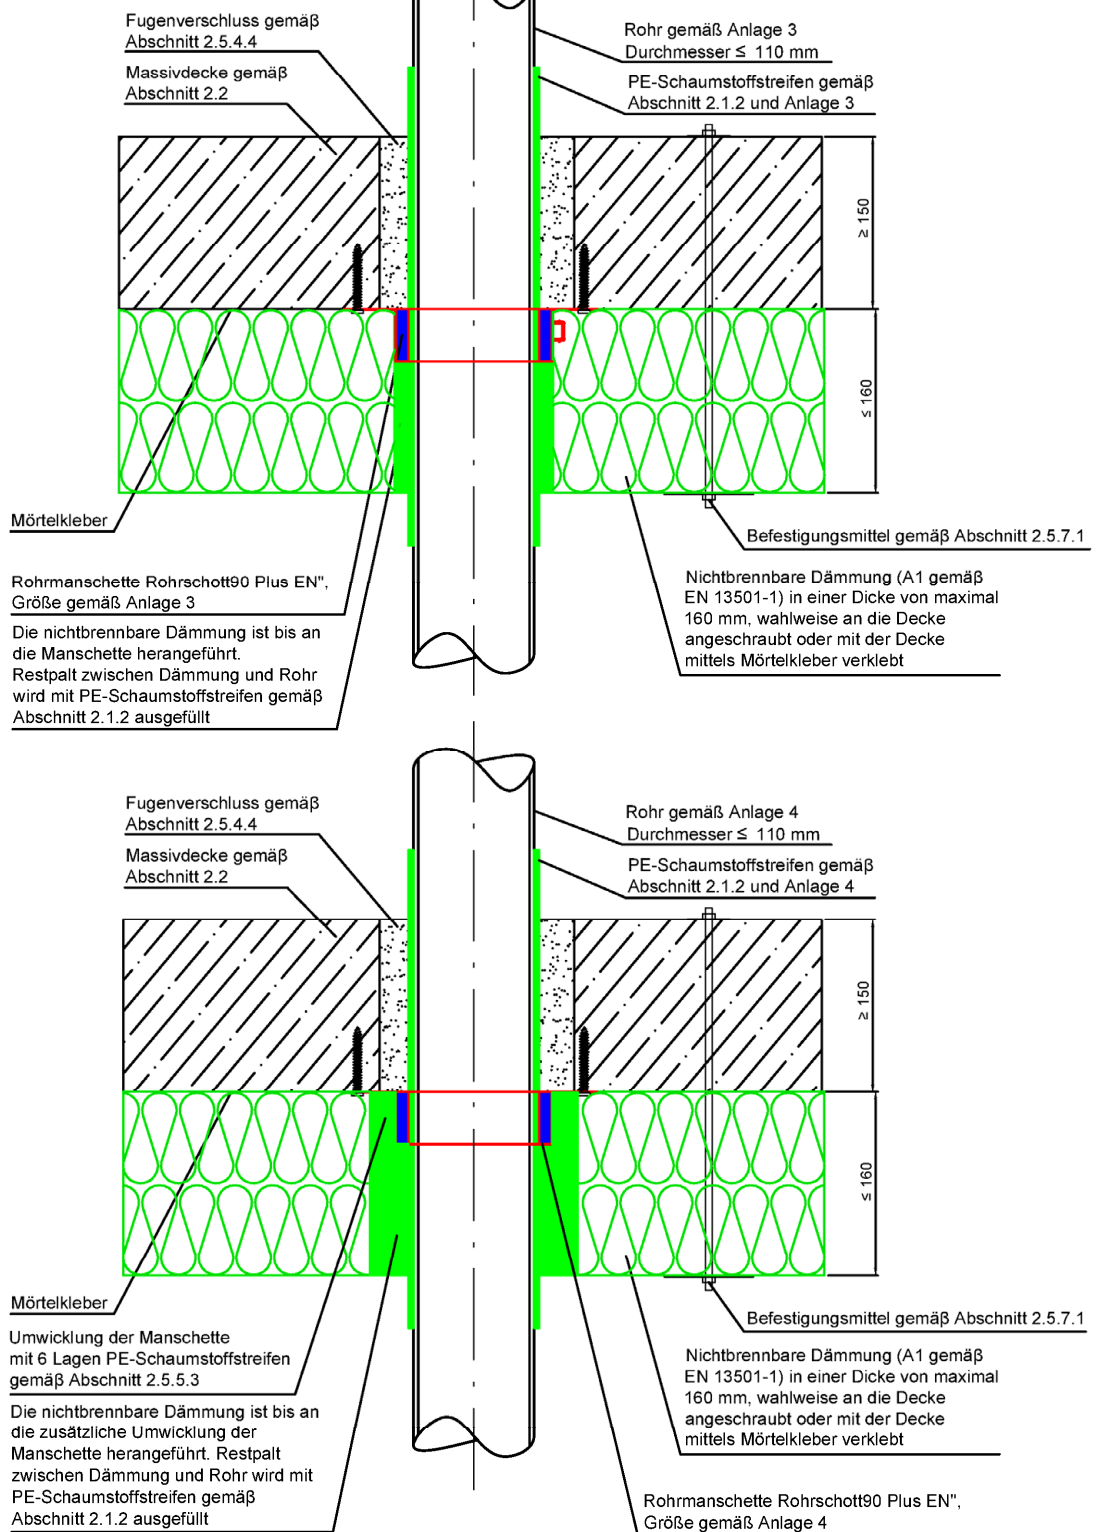 Fugenverschluss gemäß
Abschnitt 2.5.4.4
Massivdecke gemäß
Abschnitt 2.2
Rohr gemäß Anlage 3
Durchmesser ≤ 110 mm
PE-Schaumstoffstreifen gemäß
Abschnitt 2.1.2 und Anlage 3
≥ 150
≤ 160
Mörtelkleber
Befestigungsmittel gemäß Abschnitt 2.5.7.1
Rohrmanschette Rohrschott90 Plus EN",
Größe gemäß Anlage 3
Die nichtbrennbare Dämmung ist bis an
die Manschette herangeführt.
Restpalt zwischen Dämmung und Rohr
wird mit PE-Schaumstoffstreifen gemäß
Abschnitt 2.1.2 ausgefüllt
Nichtbrennbare Dämmung (A1 gemäß
EN 13501-1) in einer Dicke von maximal
160 mm, wahlweise an die Decke
angeschraubt oder mit der Decke
mittels Mörtelkleber verklebt
Fugenverschluss gemäß
Abschnitt 2.5.4.4
Massivdecke gemäß
Abschnitt 2.2
Rohr gemäß Anlage 4
Durchmesser ≤ 110 mm
PE-Schaumstoffstreifen gemäß
Abschnitt 2.1.2 und Anlage 4
≥ 150
≤ 160
Mörtelkleber
Befestigungsmittel gemäß Abschnitt 2.5.7.1
Umwicklung der Manschette
mit 6 Lagen PE-Schaumstoffstreifen
gemäß Abschnitt 2.5.5.3
Die nichtbrennbare Dämmung ist bis an
die zusätzliche Umwicklung der
Manschette herangeführt. Restpalt
zwischen Dämmung und Rohr wird mit
PE-Schaumstoffstreifen gemäß
Abschnitt 2.1.2 ausgefüllt
Nichtbrennbare Dämmung (A1 gemäß
EN 13501-1) in einer Dicke von maximal
160 mm, wahlweise an die Decke
angeschraubt oder mit der Decke
mittels Mörtelkleber verklebt
Rohrmanschette Rohrschott90 Plus EN",
Größe gemäß Anlage 4